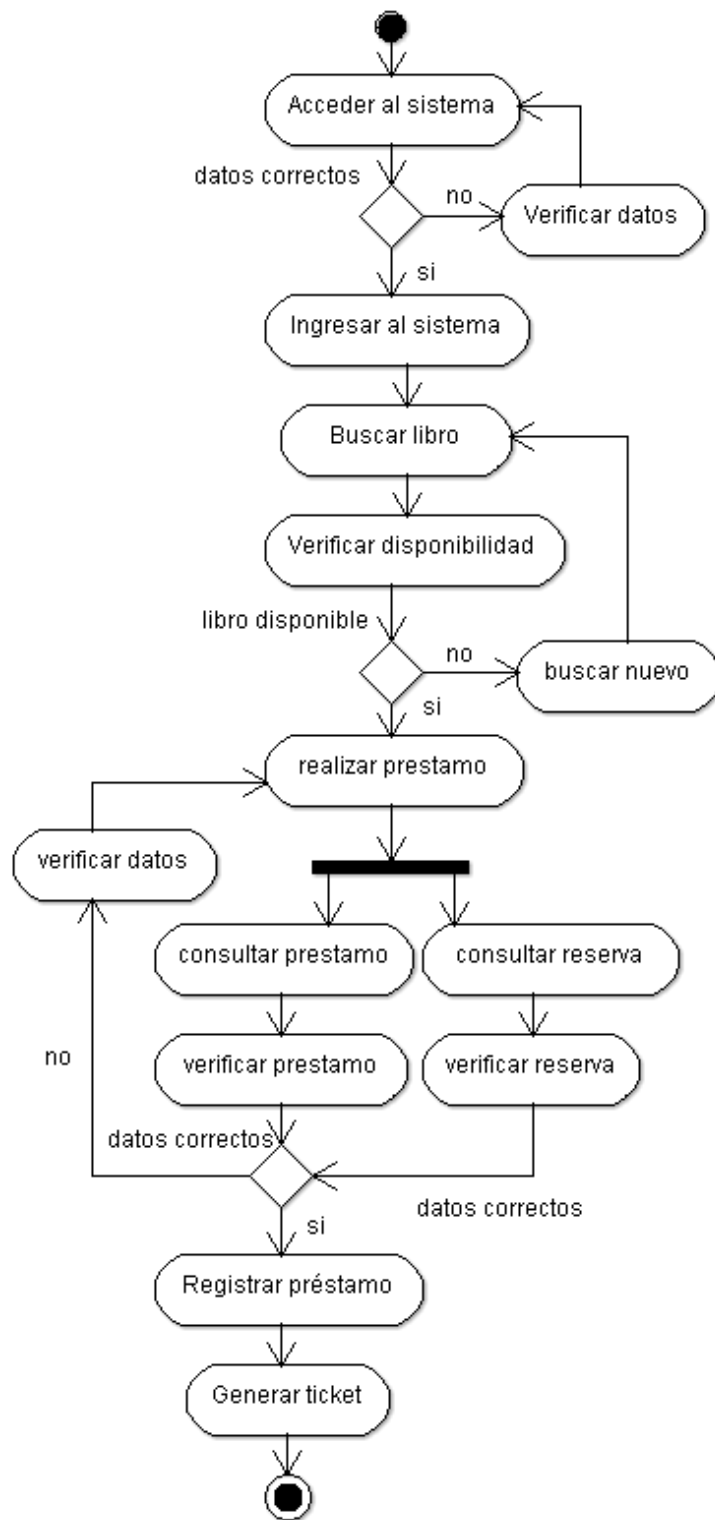 Acceder al sistema
datos correctos
no
Verificar datos
si
Ingresar al sistema
Buscar libro
Verificar disponibilidad
libro disponible
no
buscar nuevo
si
realizar prestamo
verificar datos
consultar prestamo
consultar reserva
no
verificar prestamo
verificar reserva
datos correctos
datos correctos
si
Registrar préstamo
Generar ticket